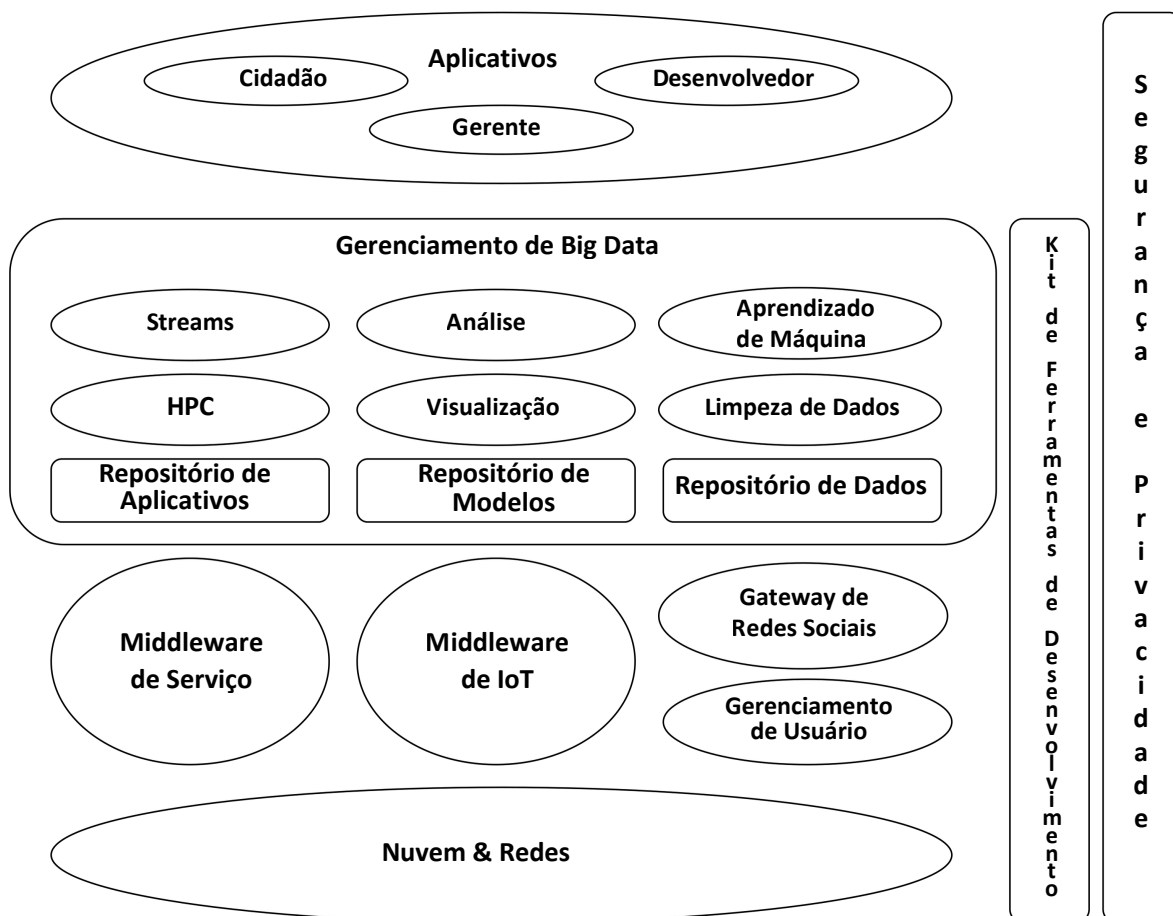 Aplicativos
Cidadão
Desenvolvedor
Gerente
Gerenciamento de Big Data
Streams
Análise
Aprendizado
de Máquina
HPC
Visualização
Limpeza de Dados
Repositório de
Aplicativos
Repositório de
Modelos
Repositório de Dados
Middleware
de Serviço
Middleware
de IoT
Gateway de
Redes Sociais
Gerenciamento
de Usuário
Nuvem & Redes
Kit de Ferramentas de Desenvolvimento
Segurança e Privacidade